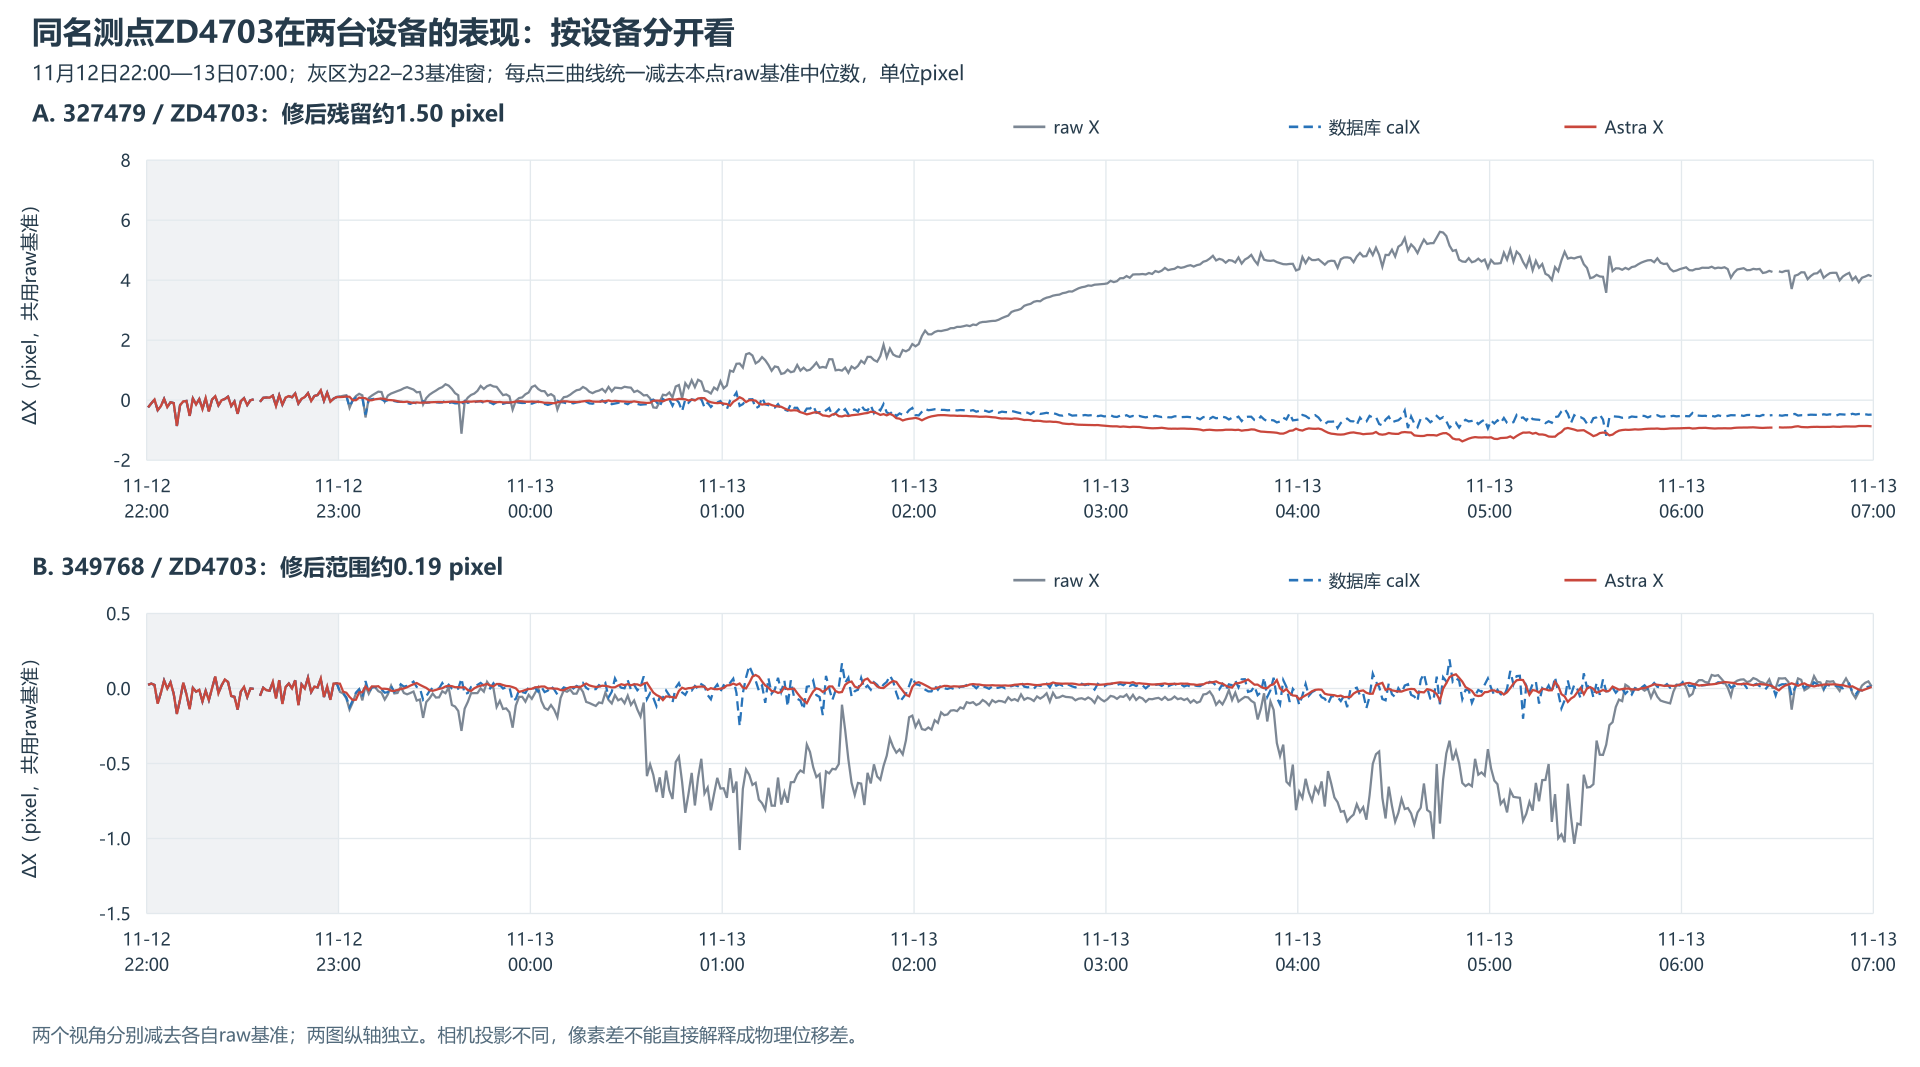 同名测点ZD4703在两台设备的表现：按设备分开看
11月12日22:00—13日07:00；灰区为22–23基准窗；每点三曲线统一减去本点raw基准中位数，单位pixel
A. 327479 / ZD4703：修后残留约1.50 pixel
raw X
数据库 calX
Astra X
ΔX（pixel，共用raw基准）
8
6
4
2
0
-2
11-12 11-12 11-13 11-13 11-13 11-13 11-13 11-13 11-13 11-13
22:00 23:00 00:00 01:00 02:00 03:00 04:00 05:00 06:00 07:00
B. 349768 / ZD4703：修后范围约0.19 pixel
raw X
数据库 calX
Astra X
ΔX（pixel，共用raw基准）
0.5
0.0
-0.5
-1.0
-1.5
11-12 11-12 11-13 11-13 11-13 11-13 11-13 11-13 11-13 11-13
22:00 23:00 00:00 01:00 02:00 03:00 04:00 05:00 06:00 07:00
两个视角分别减去各自raw基准；两图纵轴独立。相机投影不同，像素差不能直接解释成物理位移差。